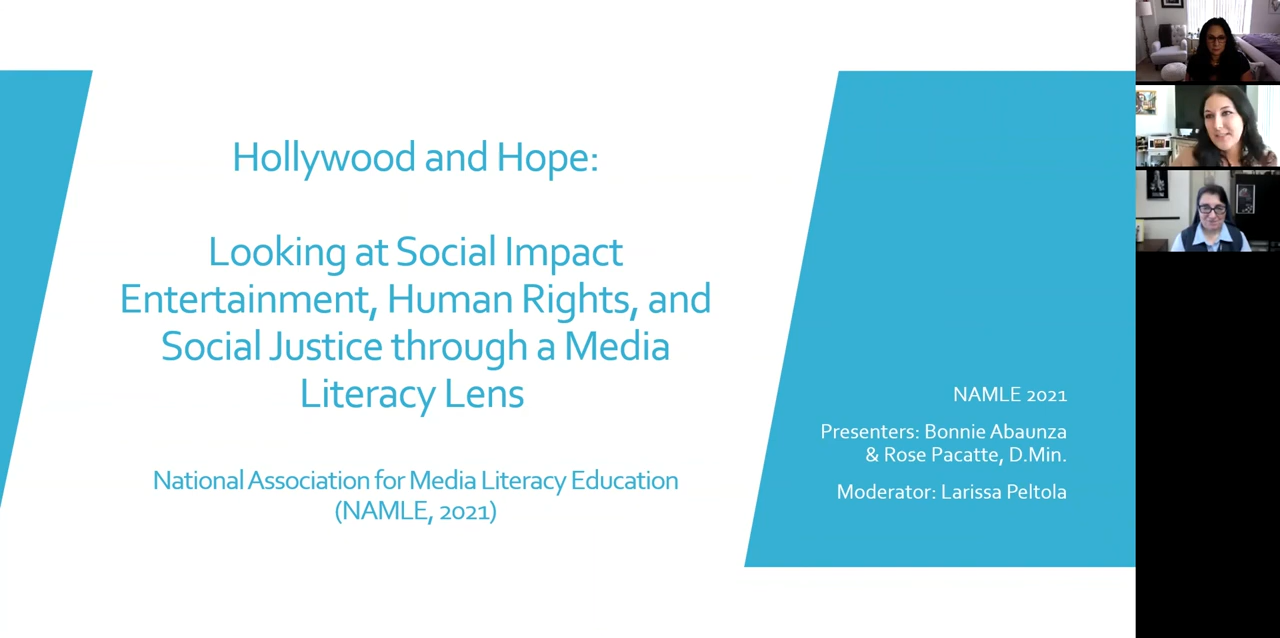 Hollywood and Hope:
Looking at Social Impact
Entertainment, Human Rights, and
Social Justice through a Media
Literacy Lens
National Association for Media Literacy Education
(NAMLE, 2021)
NAMLE 2021
Presenters: Bonnie Abaunza
& Rose Pacatte, D.Min.
Moderator: Larissa Peltola